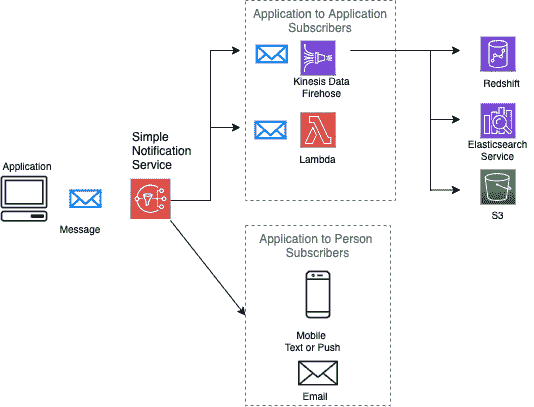 Application to Application
Subscribers
Kinesis Data
Firehose
Redshift
Simple
Notification
Service
Lambda
Elasticsearch
Service
Application
Message
S3
Application to Person
Subscribers
Mobile
Text or Push
Email